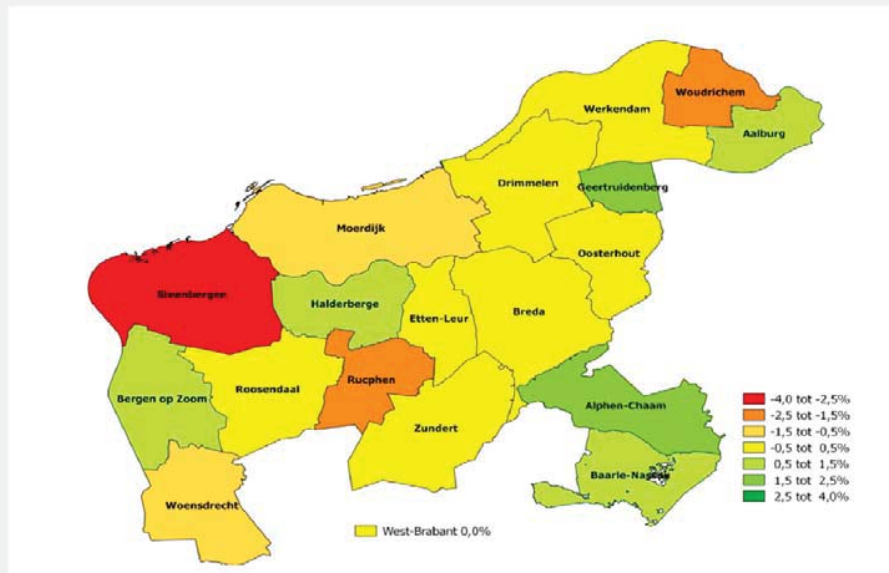 Woudrichem
Werkendam
Aalburg
Drimmelen
Geertruidenberg
Moerdijk
Oosterhout
Steenbergen
Halderberge
Etten-Leur
Breda
Roosendaal
Rucphen
Bergen op Zoom
Alphen-Chaam
Zundert
Baarle-Nassau
Woensdrecht
-4,0 tot -2,5%
-2,5 tot -1,5%
-1,5 tot -0,5%
-0,5 tot 0,5%
0,5 tot 1,5%
1,5 tot 2,5%
2,5 tot 4,0%
West-Brabant 0,0%